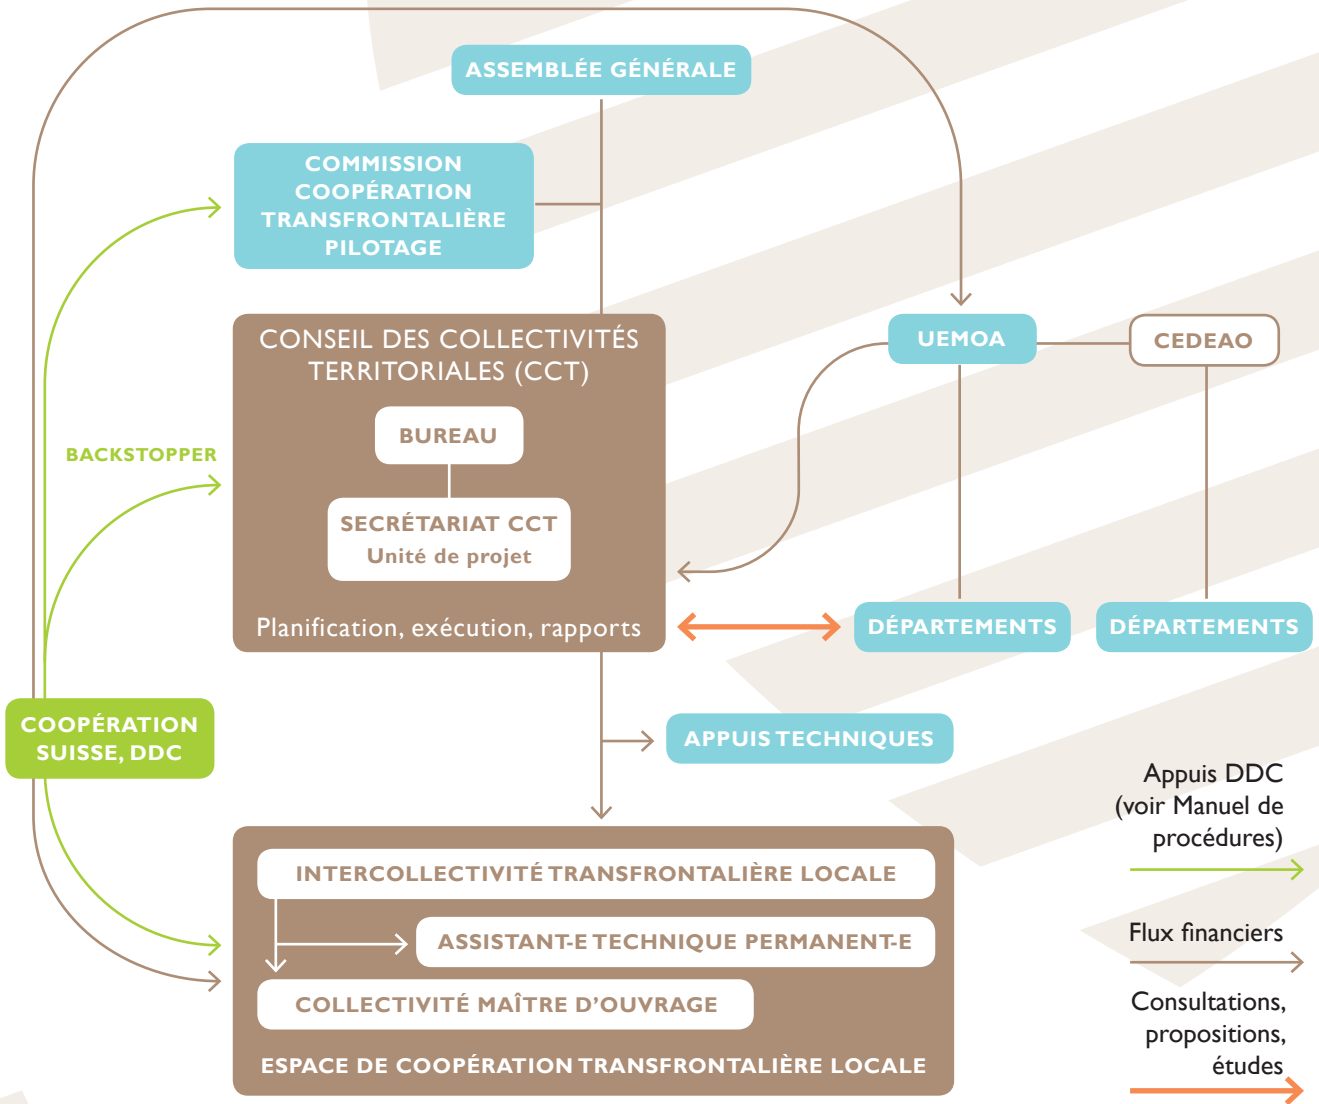 ASSEMBLÉE GÉNÉRALE
COMMISSION
COOPÉRATION
TRANSFRONTALIÈRE
PILOTAGE
CONSEIL DES COLLECTIVITÉS
TERRITORIALES (CCT)
BUREAU
SECRÉTARIAT CCT
Unité de projet
Planification, exécution, rapports
UEMOA
CEDEAO
BACKSTOPPER
DÉPARTEMENTS
DÉPARTEMENTS
COOPÉRATION
SUISSE, DDC
APPUIS TECHNIQUES
INTERCOLLECTIVITÉ TRANSFRONTALIÈRE LOCALE
ASSISTANT-E TECHNIQUE PERMANENT-E
COLLECTIVITÉ MAÎTRE D'OUVRAGE
ESPACE DE COOPÉRATION TRANSFRONTALIÈRE LOCALE
Appuis DDC
(voir Manuel de
procédures)
Flux financiers
Consultations,
propositions,
études